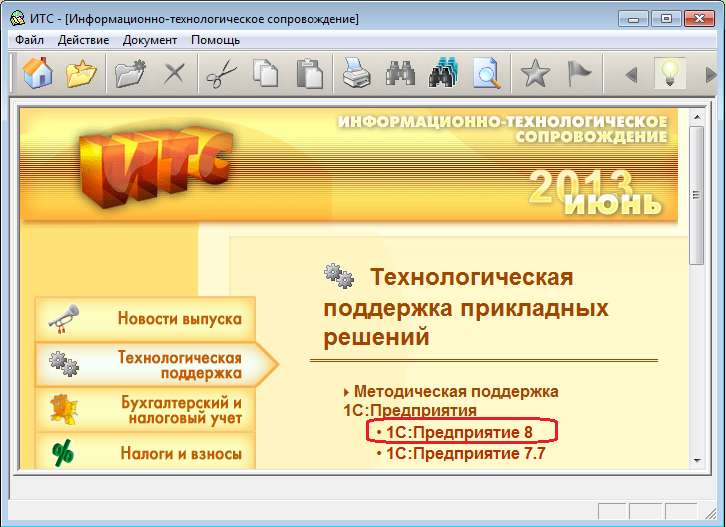 ИТС - [Информационно-технологическое сопровождение]
Файл Действие Документ Помощь
ИТС
ИНФОРМАЦИОННО-ТЕХНОЛОГИЧЕСКОЕ
СОПРОВОЖДЕНИЕ
2013
июнь
Новости выпуска
Технологическая
поддержка
Бухгалтерский и
налоговый учет
Налоги и взносы
Технологическая
поддержка прикладных
решений
Методическая поддержка
1С:Предприятия
• 1С:Предприятие 8
• 1С:Предприятие 7.7